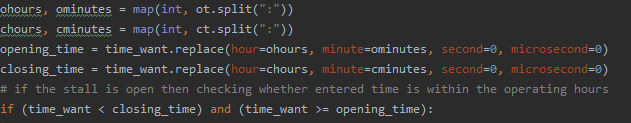 ohours, ominutes = map(int, ot.split(":"))
chours, cminutes = map(int, ct.split(":"))
opening_time = time_want.replace(hour=ohours, minute=ominutes, second=0, microsecond=0)
closing_time = time_want.replace(hour=chours, minute=cminutes, second=0, microsecond=0)
# if the stall is open then checking whether entered time is within the operating hours
if (time_want < closing_time) and (time_want >= opening_time):